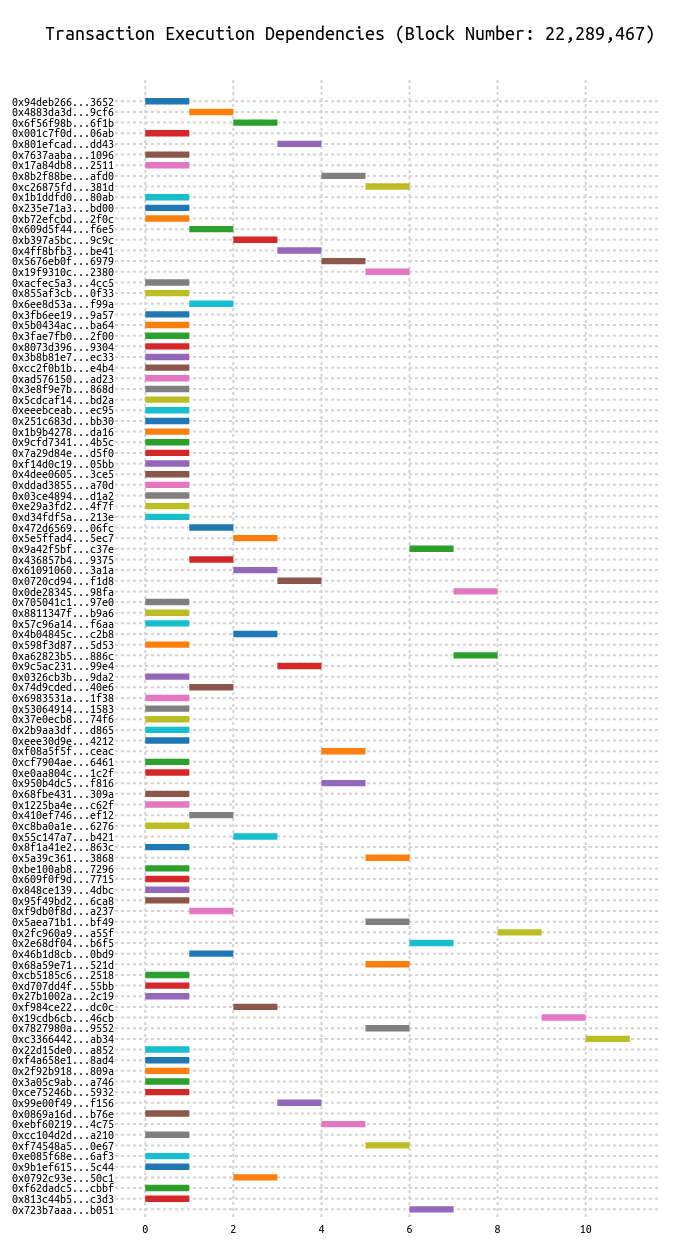 Transaction Execution Dependencies (Block Number: 22,289,467)
0x94deb266...3652
0x4883da3d...9cf6
0x6f56f98b...6f1b
0x001c7f0d...06ab
0x801efcad...dd43
0x7637aaba...1096
0x17a84db8...2511
0x8b2f88be...afd0
0xc26875fd...381d
0x1b1ddfd0...80ab
0x235e71a3...bd00
0xb72efcbd...2f0c
0x609d5f44...f6e5
0xb397a5bc...9c9c
0x4ff8bfb3...be41
0x5676eb0f...6979
0x19f9310c...2380
0xacfec5a3...4cc5
0x855af3cb...0f33
0x6ee8d53a...f99a
0x3fb6ee19...9a57
0x5b0434ac...ba64
0x3fae7fb0...2f00
0x8073d396...9304
0x3b8b81e7...ec33
0xcc2f0b1b...e4b4
0xad576150...ad23
0x3e8f9e7b...868d
0x5cdcaf14...bd2a
0xeeebceab...ec95
0x251c683d...bb30
0x1b9b4278...da16
0x9cfd7341...4b5c
0x7a29d84e...d5f0
0xf14d0c19...05bb
0x4dee0605...3ce5
0xddad3855...a70d
0x03ce4894...d1a2
0xe29a3fd2...4f7f
0xd34fdf5a...213e
0x472d6569...06fc
0x5e5ffad4...5ec7
0x9a42f5bf...c37e
0x436857b4...9375
0x61091060...3a1a
0x0720cd94...f1d8
0x0de28345...98fa
0x705041c1...97e0
0x8811347f...b9a6
0x57c96a14...f6aa
0x4b04845c...c2b8
0x598f3d87...5d53
0xa62823b5...886c
0x9c5ac231...99e4
0x0326cb3b...9da2
0x74d9cded...40e6
0x6983531a...1f38
0x53064914...1583
0x37e0ecb8...74f6
0x2b9aa3df...d865
0xeee30d9e...4212
0xf08a5f5f...ceac
0xcf7904ae...6461
0xe0aa804c...1c2f
0x950b4dc5...f816
0x68fbe431...309a
0x1225ba4e...c62f
0x410ef746...ef12
0xc8ba0a1e...6276
0x55c147a7...b421
0x8f1a41e2...863c
0x5a39c361...3868
0xbe100ab8...7296
0x609f0f9d...7715
0x848ce139...4dbc
0x95f49bd2...6ca8
0xf9db0f8d...a237
0x5aea71b1...bf49
0x2fc960a9...a55f
0x2e68df04...b6f5
0x46b1d8cb...0bd9
0x68a59e71...521d
0xcb5185c6...2518
0xd707dd4f...55bb
0x27b1002a...2c19
0xf984ce22...dc0c
0x19cdb6cb...46cb
0x7827980a...9552
0xc3366442...ab34
0x22d15de0...a852
0xf4a658e1...8ad4
0x2f92b918...809a
0x3a05c9ab...a746
0xce75246b...5932
0x99e00f49...f156
0x0869a16d...b76e
0xebf60219...4c75
0xcc104d2d...a210
0xf74548a5...0e67
0xe085f68e...6af3
0x9b1ef615...5c44
0x0792c93e...50c1
0xf62dadc5...cbbf
0x813c44b5...c3d3
0x723b7aaa...b051
0 2 4 6 8 10